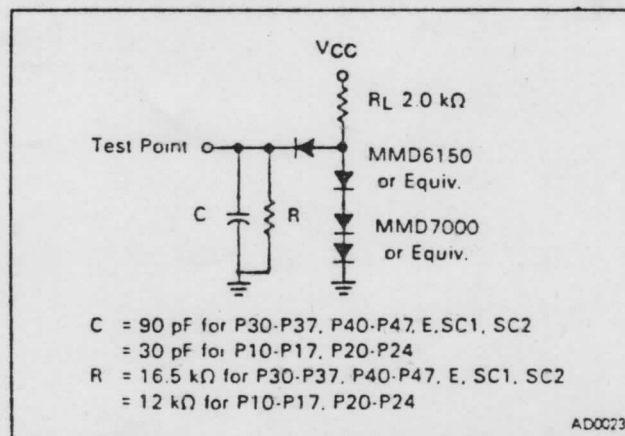 VCC
RL 2.0 kΩ
Test Point
MMD6150
or Equiv.
C
R
MMD7000
or Equiv.
C = 90 pF for P30-P37, P40-P47, E, SC1, SC2
= 30 pF for P10-P17, P20-P24
R = 16.5 kΩ for P30-P37, P40-P47, E, SC1, SC2
= 12 kΩ for P10-P17, P20-P24
AD0023